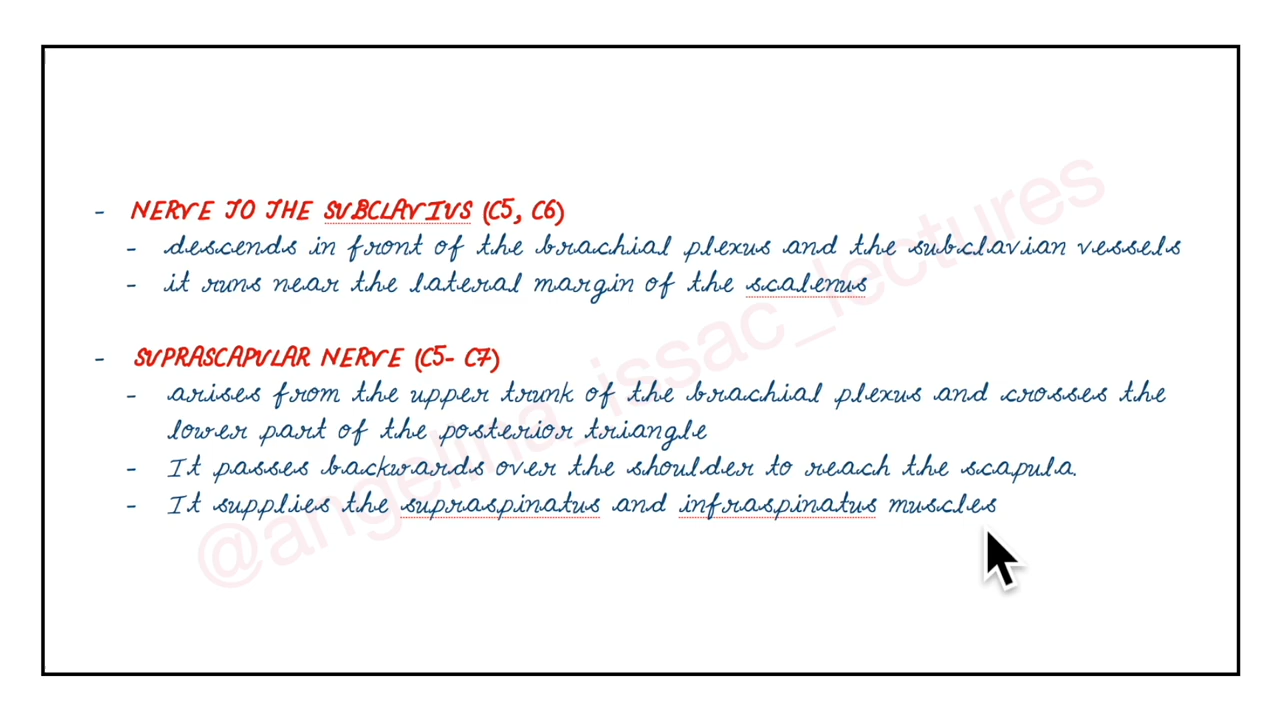 - NERVE TO THE SUBCLAVIUS (C5, C6)
- descends in front of the brachial plexus and the subclavian vessels
- it runs near the lateral margin of the scalenus
- SUPRASCAPULAR NERVE (C5- C7)
- arises from the upper trunk of the brachial plexus and crosses the
lower part of the posterior triangle
- It passes backwards over the shoulder to reach the scapula.
- It supplies the supraspinatus and infraspinatus muscles
@angelina_issac_lectures